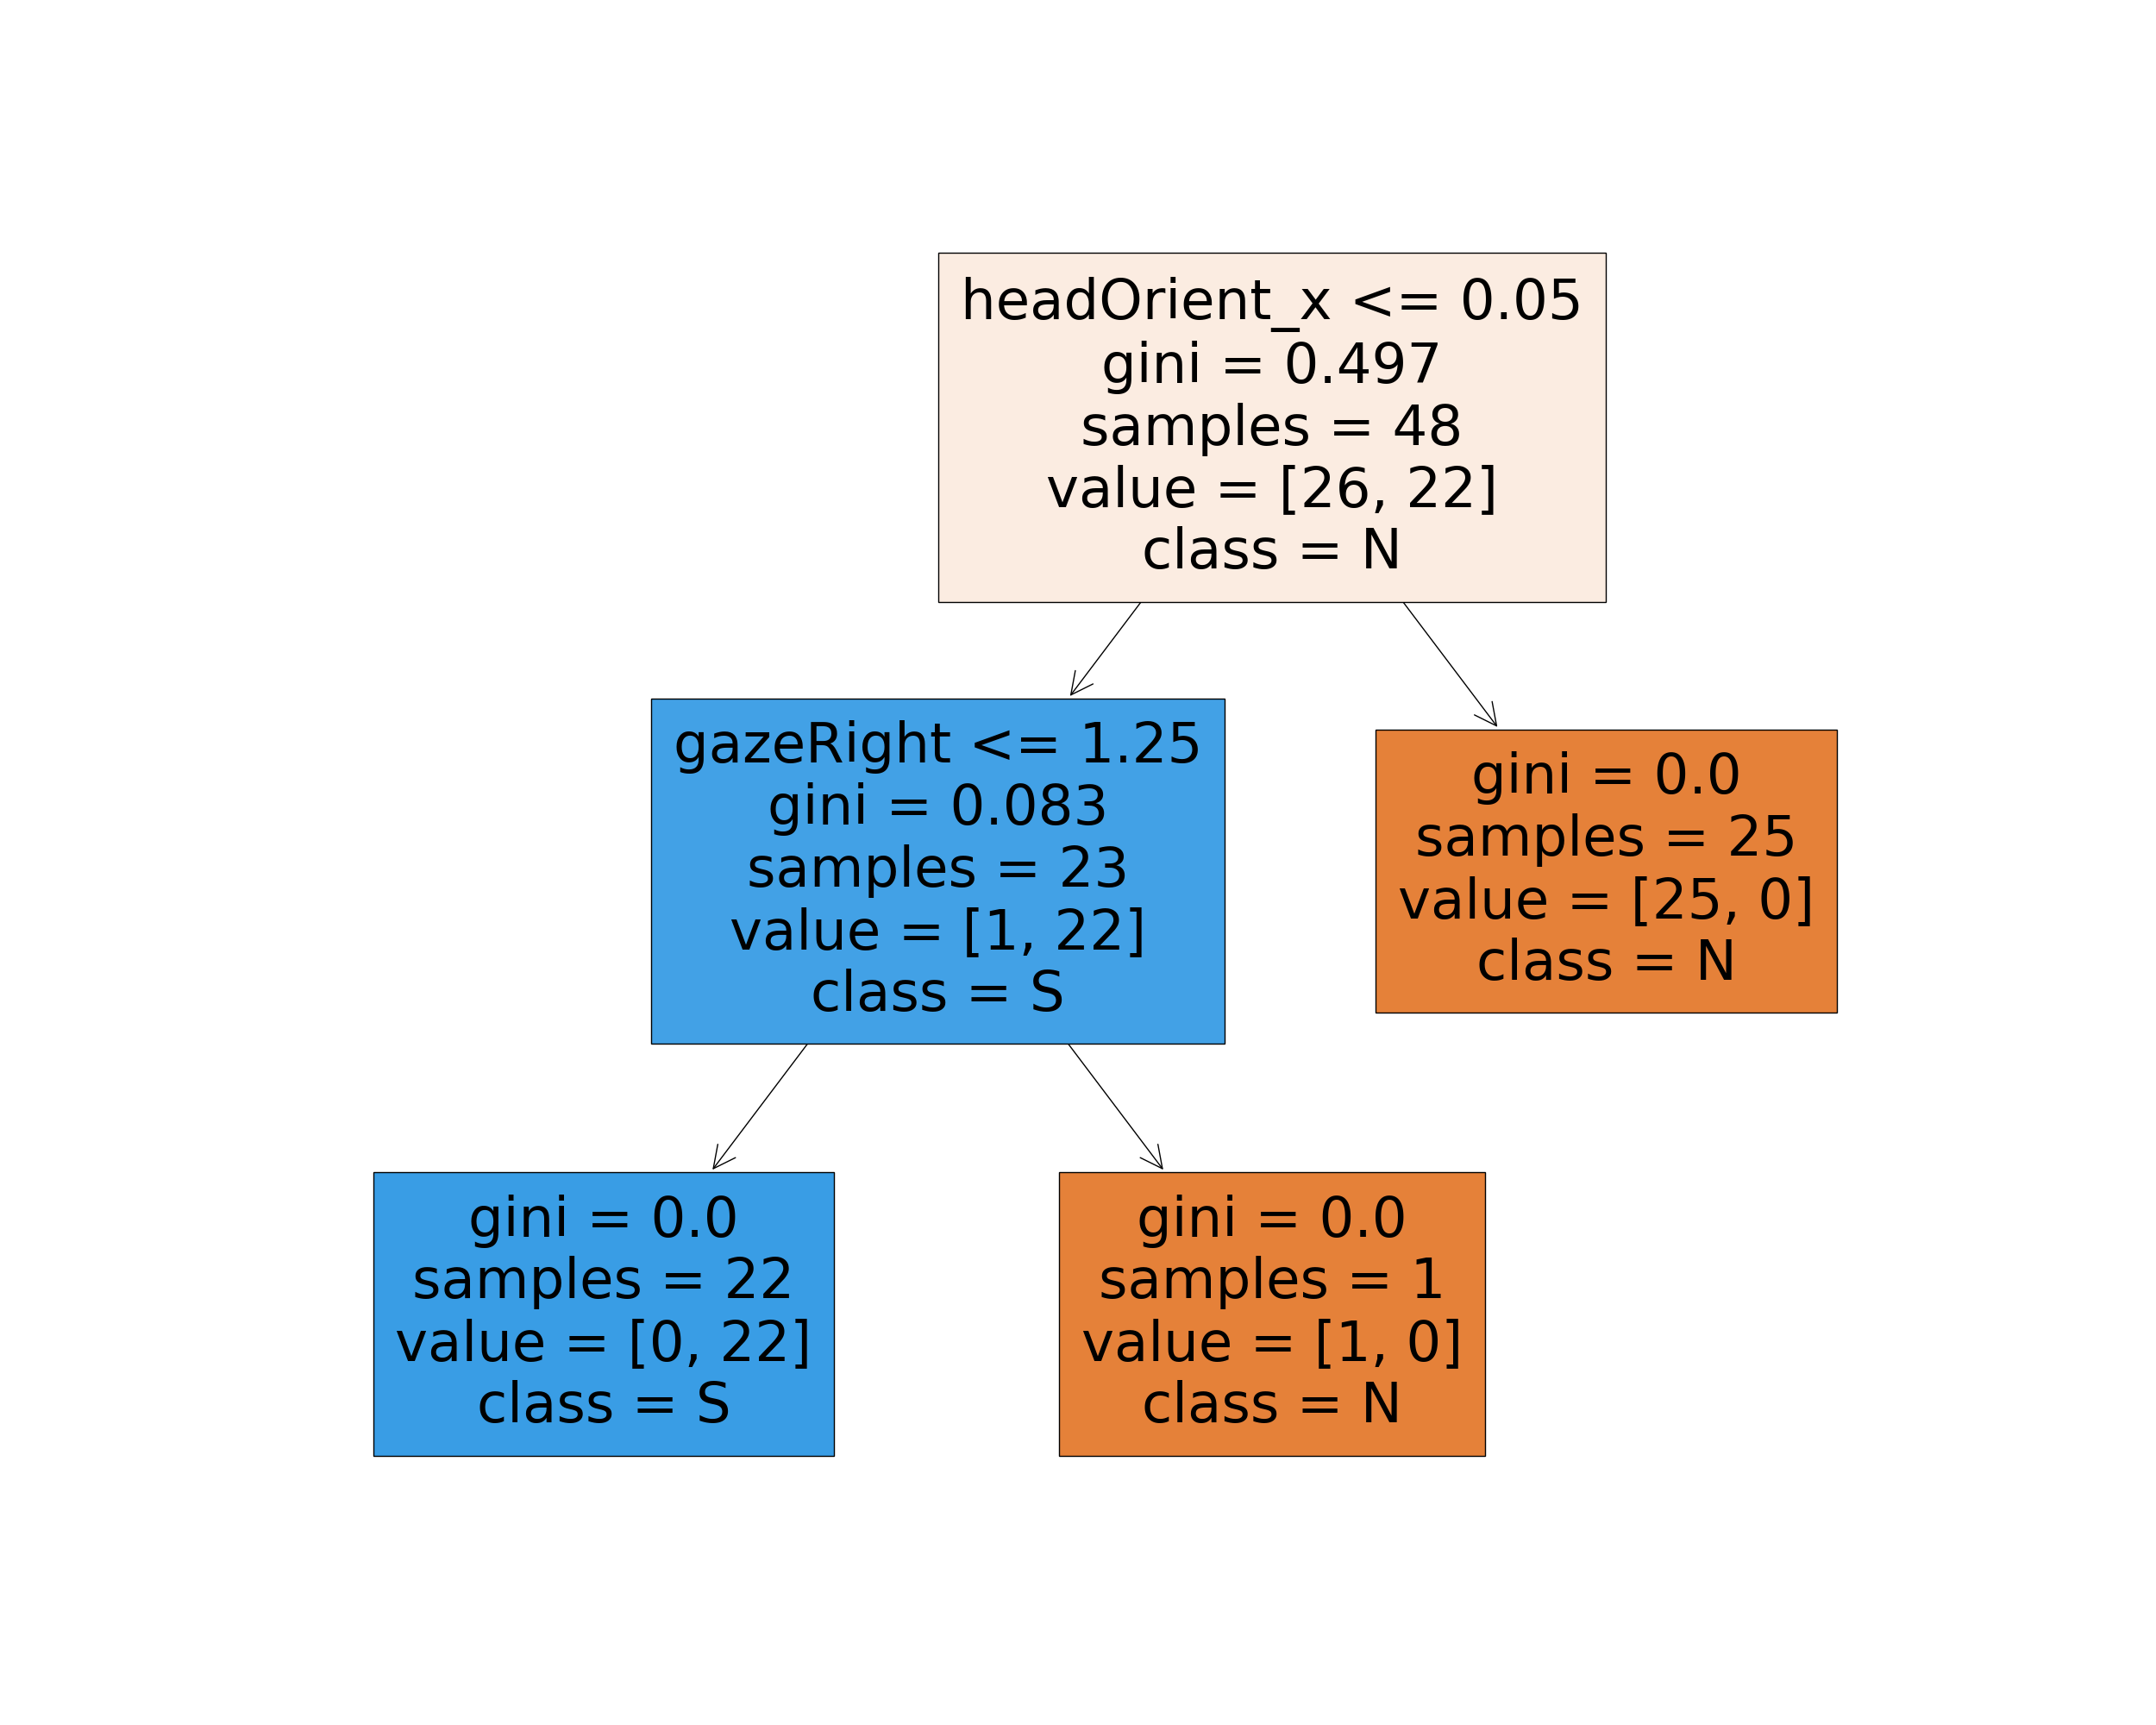 headOrient_x <= 0.05
gini = 0.497
samples = 48
value = [26, 22]
class = N
gazeRight <= 1.25
gini = 0.083
samples = 23
value = [1, 22]
class = S
gini = 0.0
samples = 25
value = [25, 0]
class = N
gini = 0.0
samples = 22
value = [0, 22]
class = S
gini = 0.0
samples = 1
value = [1, 0]
class = N